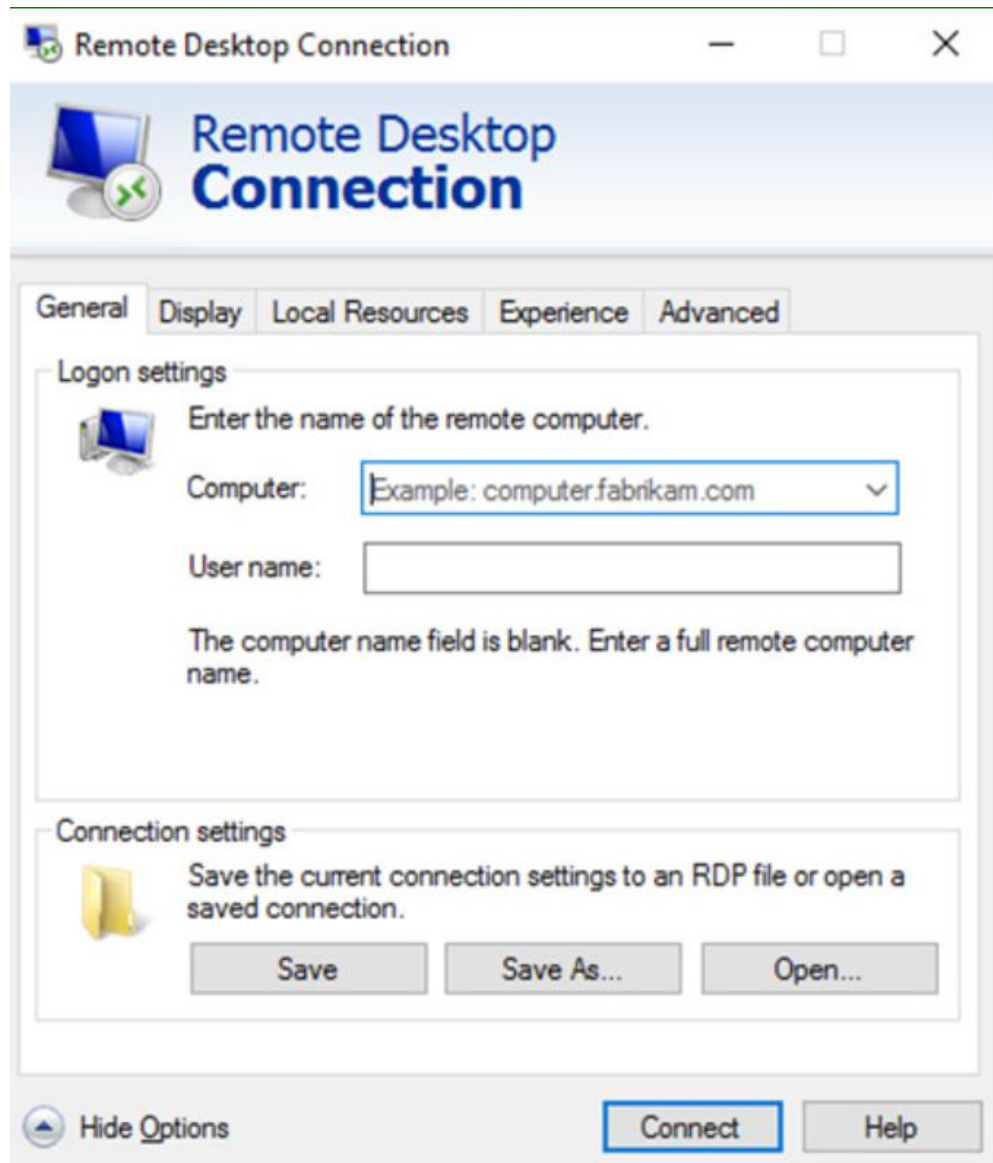 Remote Desktop Connection
Remote Desktop
Connection
General Display Local Resources Experience Advanced
Logon settings
Enter the name of the remote computer.
Computer: Example: computer.fabrikam.com
User name:
The computer name field is blank. Enter a full remote computer
name.
Connection settings
Save the current connection settings to an RDP file or open a
saved connection.
Save Save As... Open...
Hide Options Connect Help